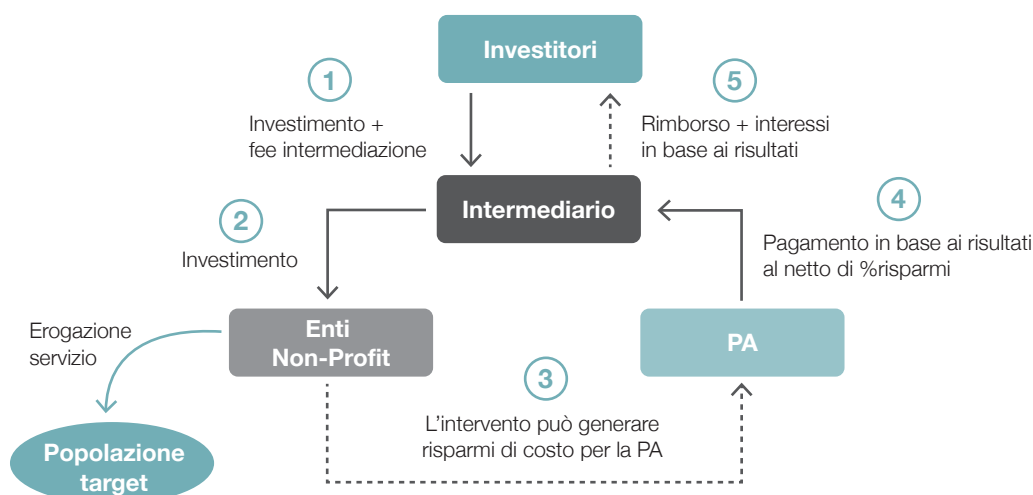 Investitori
1
Investimento +
fee intermediazione
5
Rimborso + interessi
in base ai risultati
Intermediario
2
Investimento
4
Pagamento in base ai risultati
al netto di %risparmi
Erogazione
servizio
Enti
Non-Profit
PA
3
L’intervento può generare
risparmi di costo per la PA
Popolazione
target